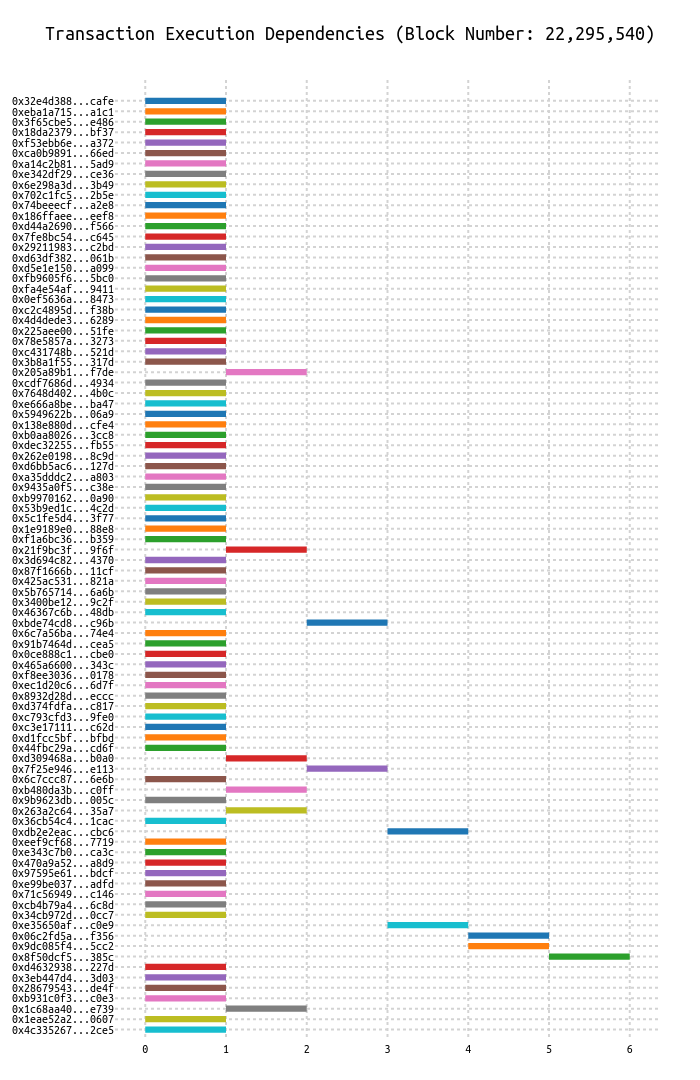 Transaction Execution Dependencies (Block Number: 22,295,540)
0x32e4d388...cafe
0xeba1a715...a1c1
0x3f65cbe5...e486
0x18da2379...bf37
0xf53ebb6e...a372
0xca0b9891...66ed
0xa14c2b81...5ad9
0xe342df29...ce36
0x6e298a3d...3b49
0x702c1fc5...2b5e
0x74beeecf...a2e8
0x186ffaee...eef8
0xd44a2690...f566
0x7fe8bc54...c645
0x29211983...c2bd
0xd63df382...061b
0xd5e1e150...a099
0xfb9605f6...5bc0
0xfa4e54af...9411
0x0ef5636a...8473
0xc2c4895d...f38b
0x4d4dede3...6289
0x225aee00...51fe
0x78e5857a...3273
0xc431748b...521d
0x3b8a1f55...317d
0x205a89b1...f7de
0xcdf7686d...4934
0x7648d402...4b0c
0xe666a8be...ba47
0x5949622b...06a9
0x138e880d...cfe4
0xb0aa8026...3cc8
0xdec32255...fb55
0x262e0198...8c9d
0xd6bb5ac6...127d
0xa35dddc2...a803
0x9435a0f5...c38e
0xb9970162...0a90
0x53b9ed1c...4c2d
0x5c1fe5d4...3f77
0x1e9189e0...88e8
0xf1a6bc36...b359
0x21f9bc3f...9f6f
0x3d694c82...4370
0x87f1666b...11cf
0x425ac531...821a
0x5b765714...6a6b
0x3400be12...9c2f
0x46367c6b...48db
0xbde74cd8...c96b
0x6c7a56ba...74e4
0x91b7464d...cea5
0x0ce888c1...cbe0
0x465a6600...343c
0xf8ee3036...0178
0xec1d20c6...6d7f
0x8932d28d...eccc
0xd374fdfa...c817
0xc793cfd3...9fe0
0xc3e17111...c62d
0xd1fcc5bf...bfbd
0x44fbc29a...cd6f
0xd309468a...b0a0
0x7f25e946...e113
0x6c7ccc87...6e6b
0xb480da3b...c0ff
0x9b9623db...005c
0x263a2c64...35a7
0x36cb54c4...1cac
0xdb2e2eac...cbc6
0xeef9cf68...7719
0xe343c7b0...ca3c
0x470a9a52...a8d9
0x97595e61...bdcf
0xe99be037...adfd
0x71c56949...c146
0xcb4b79a4...6c8d
0x34cb972d...0cc7
0xe35650af...c0e9
0x06c2fd5a...f356
0x9dc085f4...5cc2
0x8f50dcf5...385c
0xd4632938...227d
0x3eb447d4...3d03
0x28679543...de4f
0xb931c0f3...c0e3
0x1c68aa40...e739
0x1eae52a2...0607
0x4c335267...2ce5
0 1 2 3 4 5 6